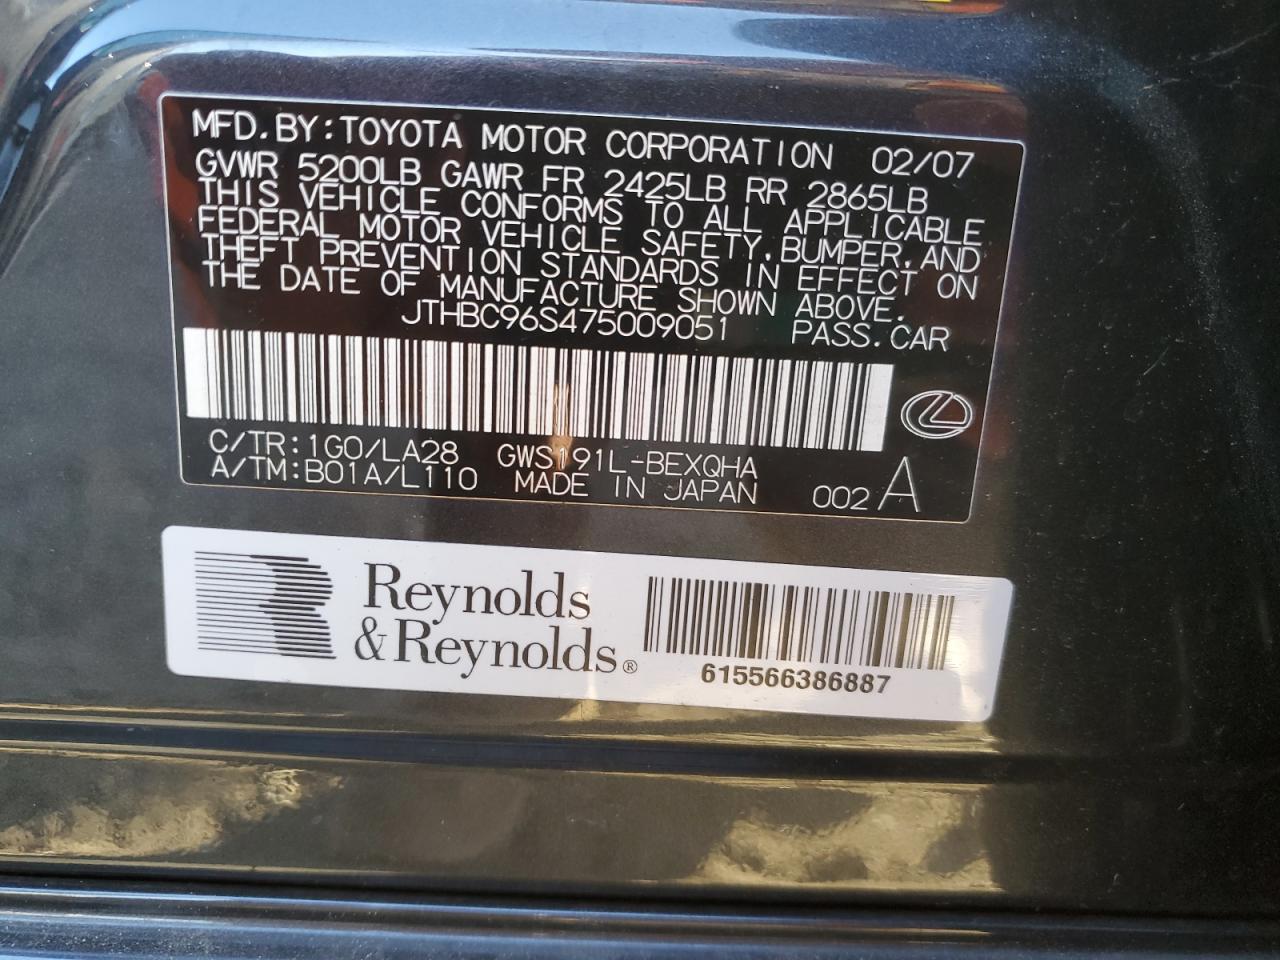 MFD.BY:TOYOTA MOTOR CORPORATION 02/07
GVWR 5200LB GAWR FR 2425LB RR 2865LB
THIS VEHICLE CONFORMS TO ALL APPLICABLE
FEDERAL MOTOR VEHICLE SAFETY,BUMPER,AND
THEFT PREVENTION STANDARDS IN EFFECT ON
THE DATE OF MANUFACTURE SHOWN ABOVE.
JTHBC96S475009051 PASS.CAR
C/TR:1G0/LA28 GWS191L-BEXQHA
A/TM:B01A/L110 MADE IN JAPAN 002 A
Reynolds
&Reynolds®
615566386887